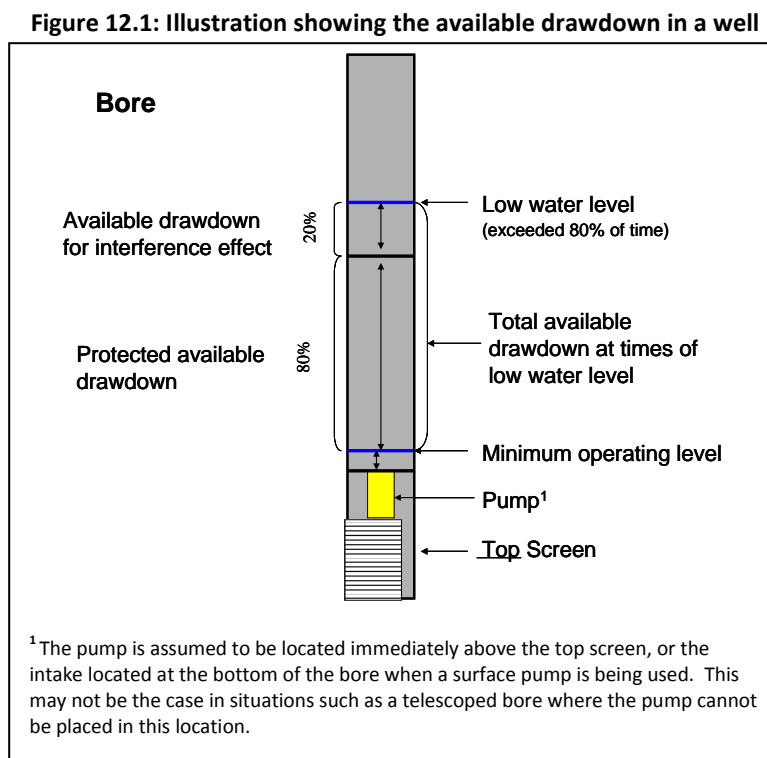 Figure 12.1: Illustration showing the available drawdown in a well
Bore
Available drawdown
for interference effect
20%
Low water level
(exceeded 80% of time)
Protected available
drawdown
80%
Total available
drawdown at times of
low water level
Minimum operating level
Pump¹
Top Screen
¹ The pump is assumed to be located immediately above the top screen, or the
intake located at the bottom of the bore when a surface pump is being used. This
may not be the case in situations such as a telescoped bore where the pump cannot
be placed in this location.